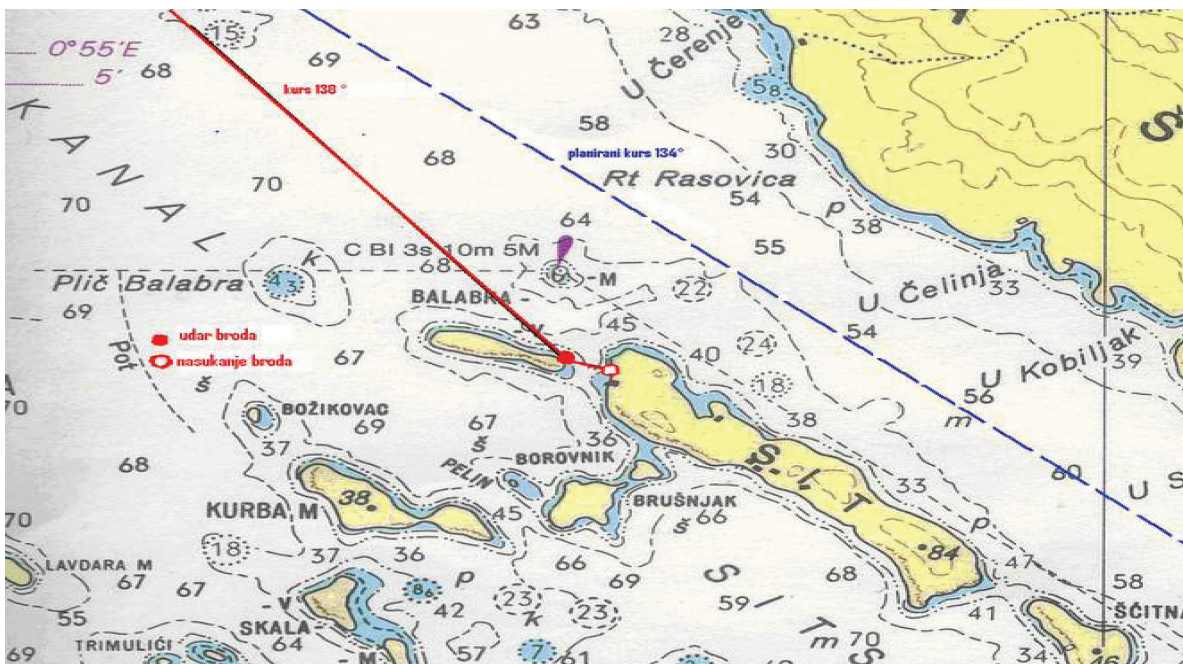 15
69
63
28
0°55'E
5'
68
kurs 138 °
U Čerenje
58
58
68
planirani kurs 134°
30
70
Rt Rasovica
70
54
K A N A L
64
55
38
C Bl 3s 10m 5M
68
M
Plič Balabra
43
22
U Čelinja
33
69
BALABRA
V
45
54
udar broda
nasukanje broda
67
40
24
U Kobiljak
39
pot
š
k
p
18
56
m
70
BOŽIKOVAC
69
67
š
36
38
37
68
PELIN
BOROVNIK
60
U S
38
KURBA M
45
BRUŠNJAK
š
66
S I T
33
p
70
18
37
36
66
84
47
LAVDARA M
67
67
p
86
69
S I T
68
58
55
V
42
23
k
23
59
41
ŠČITNA
SKALA
64
TRIMULIĆI
69
M
57
7
61
Tm
70
S
34